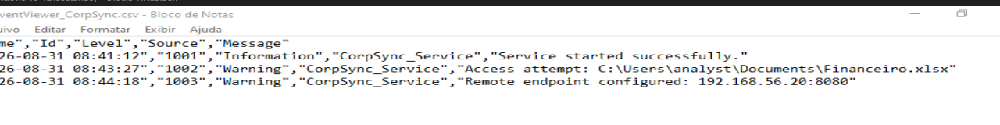 ventViewer_CorpSync.csv - Bloco de Notas
uivo Editar Formatar Exibir Ajuda
me","Id","Level","Source","Message"
26-08-31 08:41:12","1001","Information","CorpSync_Service","Service started successfully."
26-08-31 08:43:27","1002","Warning","CorpSync_Service","Access attempt: C:\Users\analyst\Documents\Financeiro.xlsx"
26-08-31 08:44:18","1003","Warning","CorpSync_Service","Remote endpoint configured: 192.168.56.20:8080"